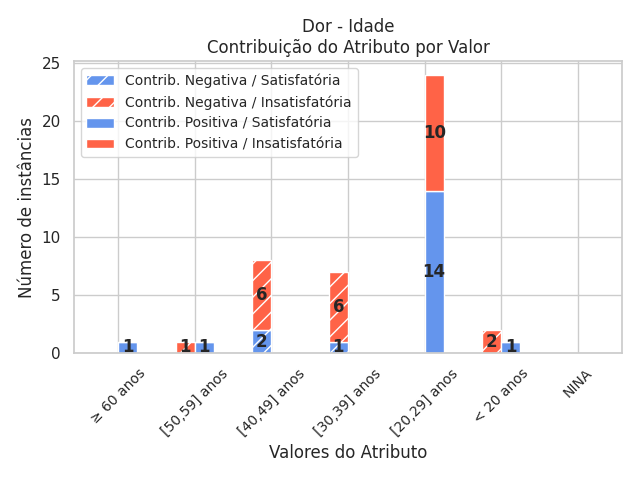 Dor - Idade
Contribuição do Atributo por Valor
Contrib. Negativa / Satisfatória
Contrib. Negativa / Insatisfatória
Contrib. Positiva / Satisfatória
Contrib. Positiva / Insatisfatória
Número de instâncias
25
20
15
10
5
0
1
1
1
6
2
6
1
10
14
2
1
≥ 60 anos
[50,59] anos
[40,49] anos
[30,39] anos
[20,29] anos
< 20 anos
NINA
Valores do Atributo